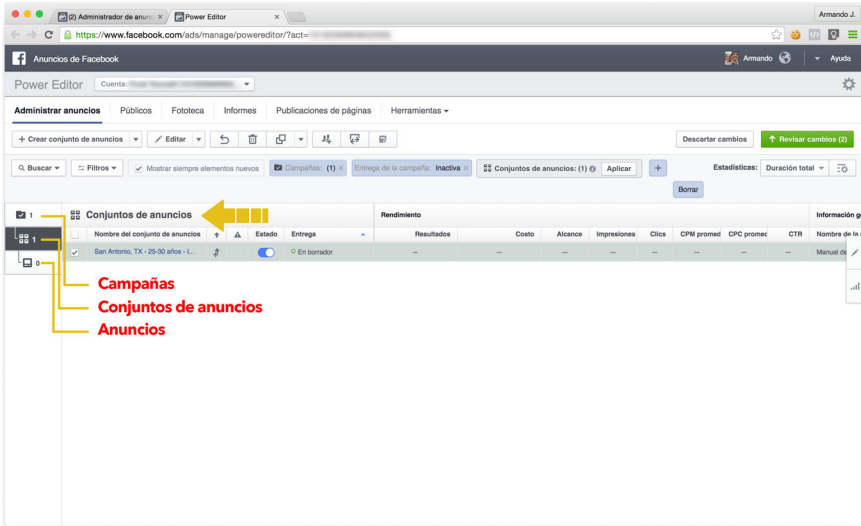 (2) Administrador de anunc
Power Editor
Armando J.
https://www.facebook.com/ads/manage/powereditor/?act=
Anuncios de Facebook
Armando
Ayuda
Power Editor
Cuenta:
Administrar anuncios
Públicos
Fototeca
Informes
Publicaciones de páginas
Herramientas
+ Crear conjunto de anuncios
Editar
Descartar cambios
Revisar cambios (2)
Buscar
Filtros
Mostrar siempre elementos nuevos
Campañas: (1) ×
Entrega de la campaña: Inactiva ×
Conjuntos de anuncios: (1)
Aplicar
+
Estadísticas: Duración total
Borrar
1
Conjuntos de anuncios
Rendimiento
Información g
1
Nombre del conjunto de anuncios
Estado
Entrega
Resultados
Costo
Alcance
Impresiones
Clics
CPM promed
CPC promed
CTR
Nombre de la
San Antonio, TX - 25-30 años - I...
En borrador
—
—
—
—
—
—
—
—
Manual de
0
Campañas
Conjuntos de anuncios
Anuncios